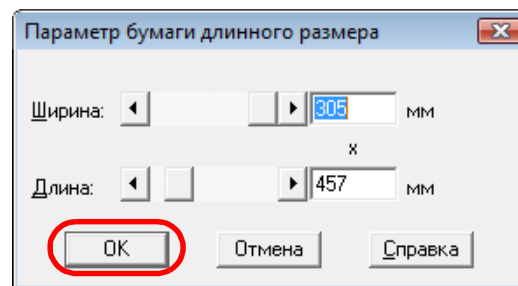 Параметр бумаги длинного размера
Ширина: 305 мм
x
Длина: 457 мм
OK Отмена Справка